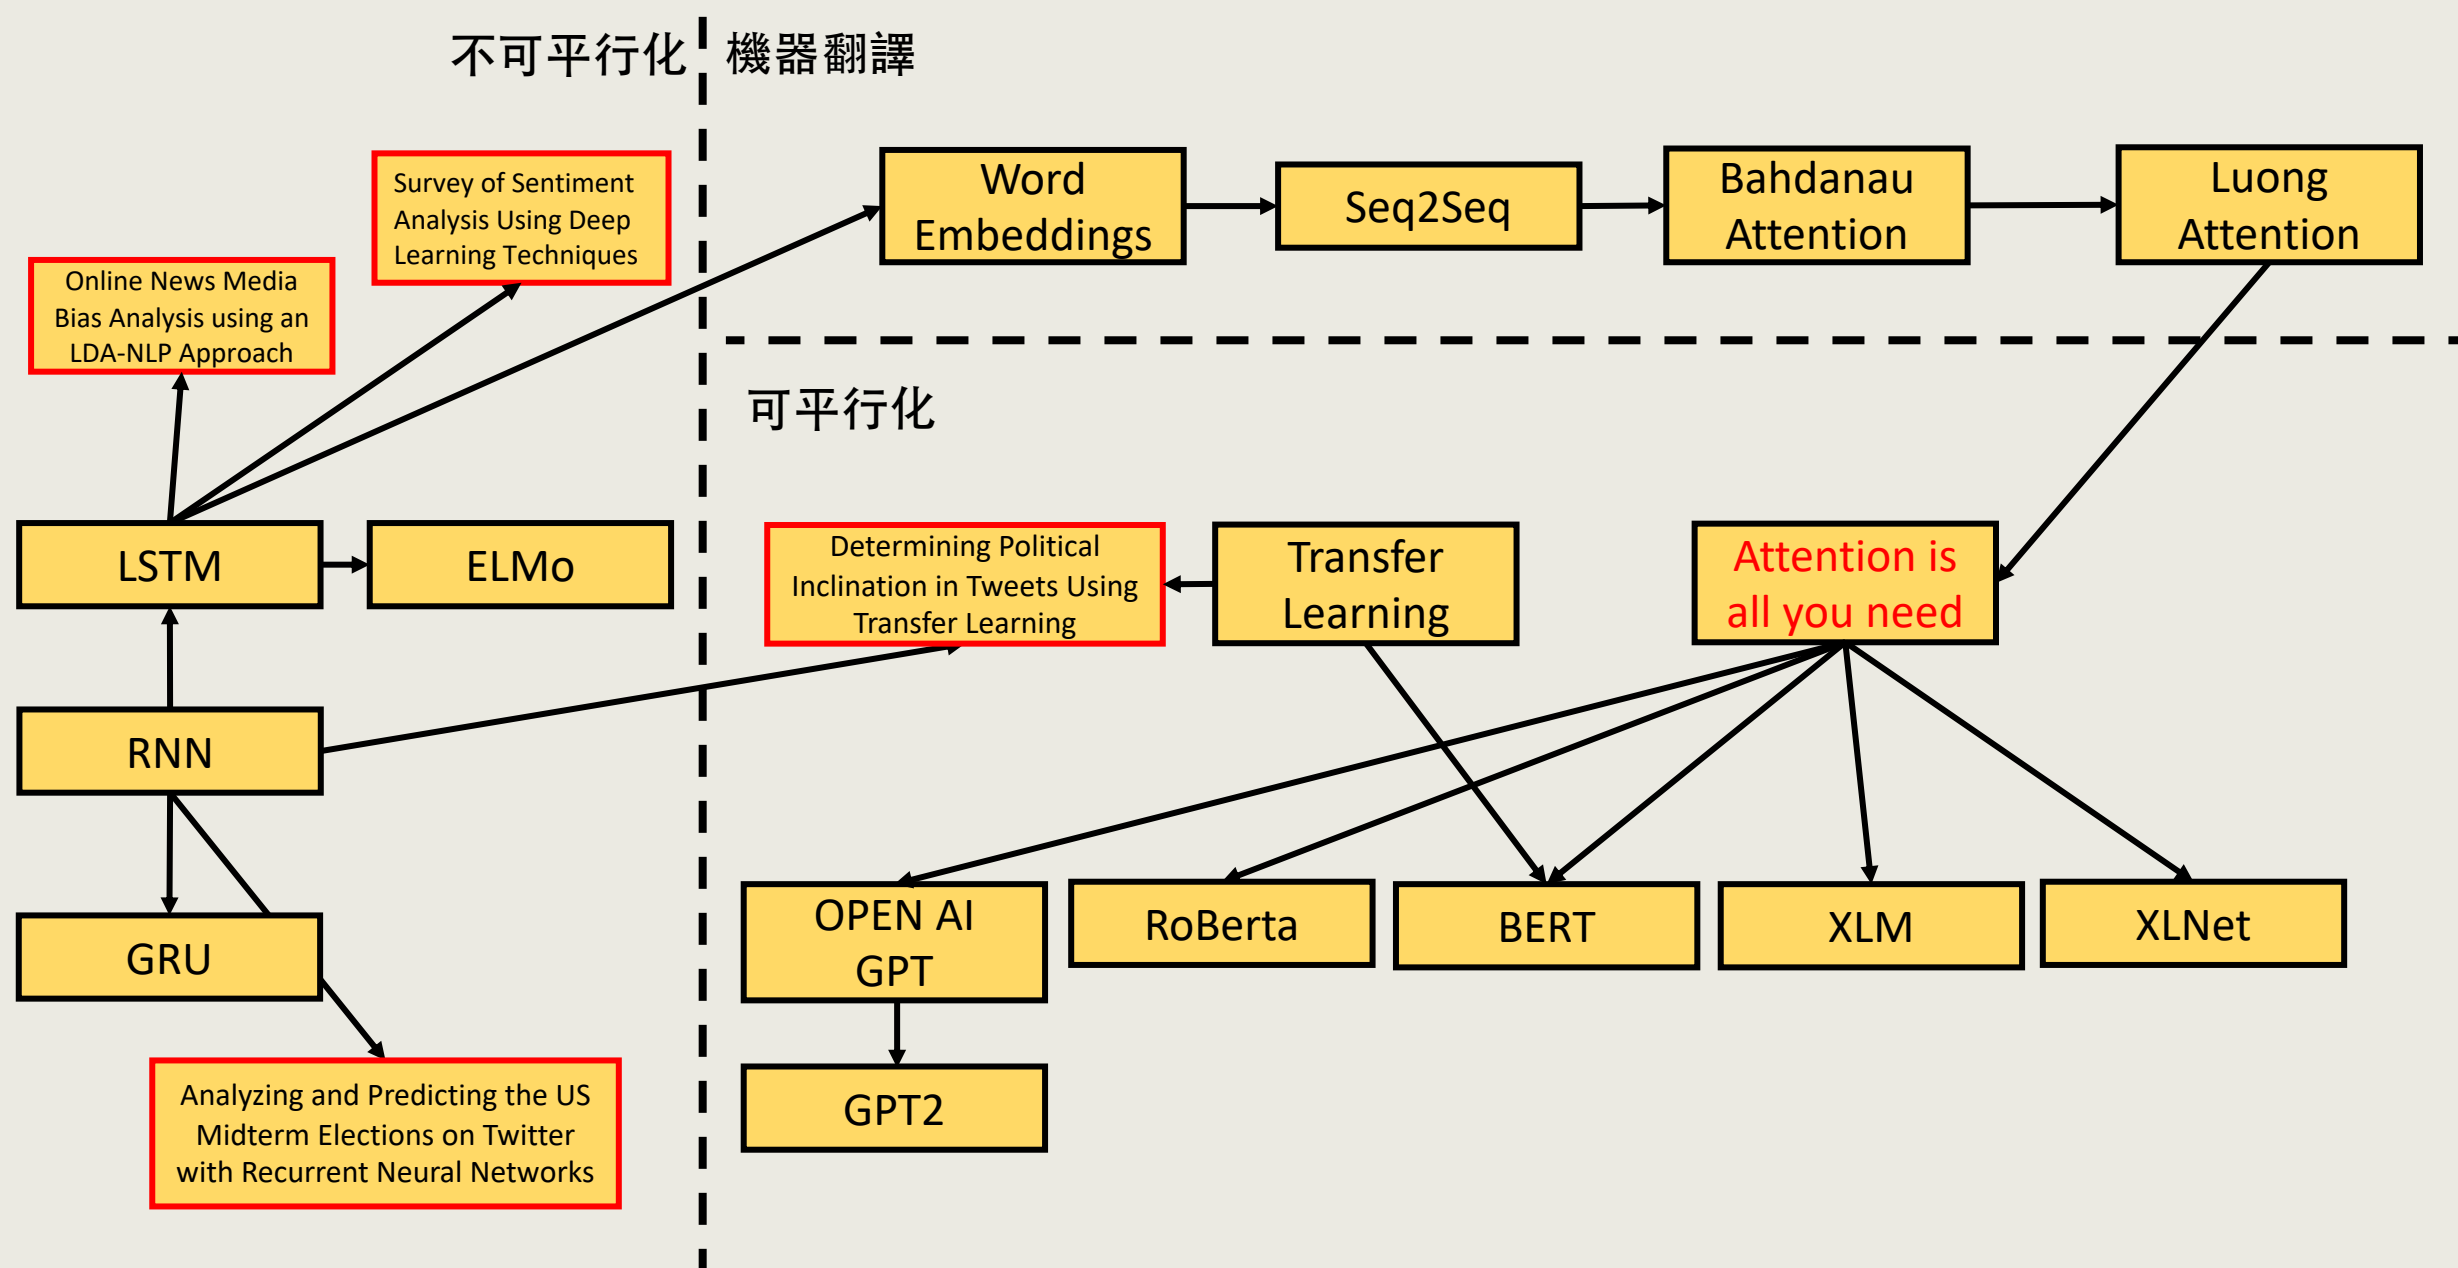 不可平行化
機器翻譯
Survey of Sentiment
Analysis Using Deep
Learning Techniques
Online News Media
Bias Analysis using an
LDA-NLP Approach
Word
Embeddings
Seq2Seq
Bahdanau
Attention
Luong
Attention
可平行化
LSTM
ELMo
Determining Political
Inclination in Tweets Using
Transfer Learning
Transfer
Learning
Attention is
all you need
RNN
GRU
OPEN AI
GPT
RoBerta
BERT
XLM
XLNet
GPT2
Analyzing and Predicting the US
Midterm Elections on Twitter
with Recurrent Neural Networks